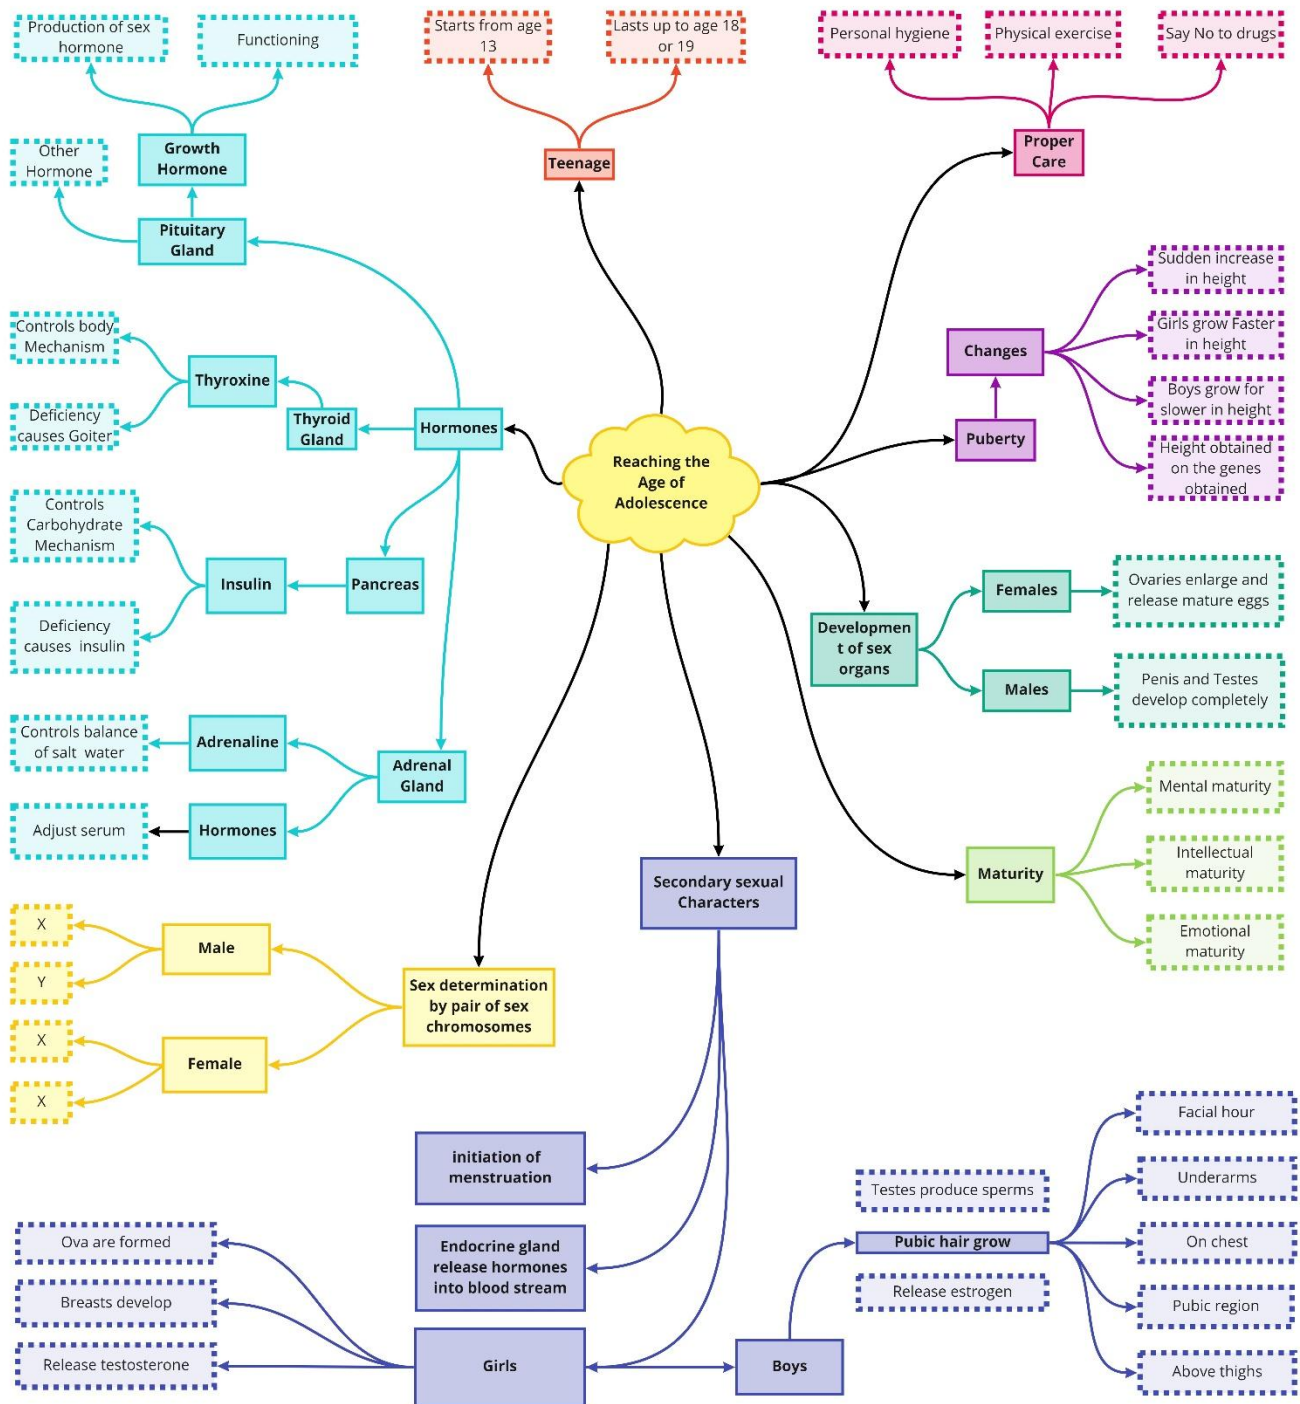 Production of sex
hormone
Functioning
Growth
Hormone
Other
Hormone
Pituitary
Gland
Controls body
Mechanism
Deficiency
causes Goiter
Thyroxine
Thyroid
Gland
Hormones
Controls
Carbohydrate
Mechanism
Deficiency
causes insulin
Insulin
Pancreas
Controls balance
of salt water
Adrenaline
Adjust serum
Hormones
Adrenal
Gland
Starts from age
13
Lasts up to age 18
or 19
Teenage
Personal hygiene
Physical exercise
Say No to drugs
Proper
Care
Reaching the
Age of
Adolescence
Changes
Puberty
Sudden increase
in height
Girls grow Faster
in height
Boys grow for
slower in height
Height obtained
on the genes
obtained
Developmen
t of sex
organs
Females
Ovaries enlarge and
release mature eggs
Males
Penis and Testes
develop completely
Maturity
Mental maturity
Intellectual
maturity
Emotional
maturity
Secondary sexual
Characters
X
Y
Male
X
X
Female
Sex determination
by pair of sex
chromosomes
initiation of
menstruation
Endocrine gland
release hormones
into blood stream
Girls
Ova are formed
Breasts develop
Release testosterone
Boys
Testes produce sperms
Pubic hair grow
Release estrogen
Facial hour
Underarms
On chest
Pubic region
Above thighs